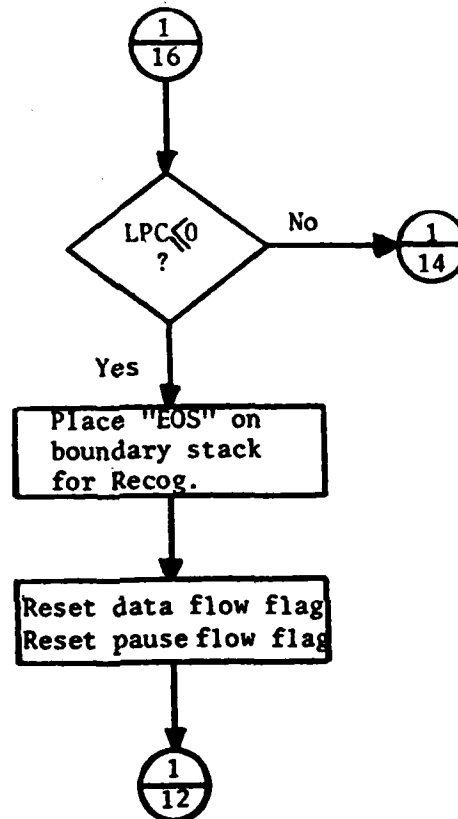 1
16
LPC≤0
?
No
1
14
Yes
Place "EOS" on
boundary stack
for Recog.
Reset data flow flag
Reset pause flow flag
1
12